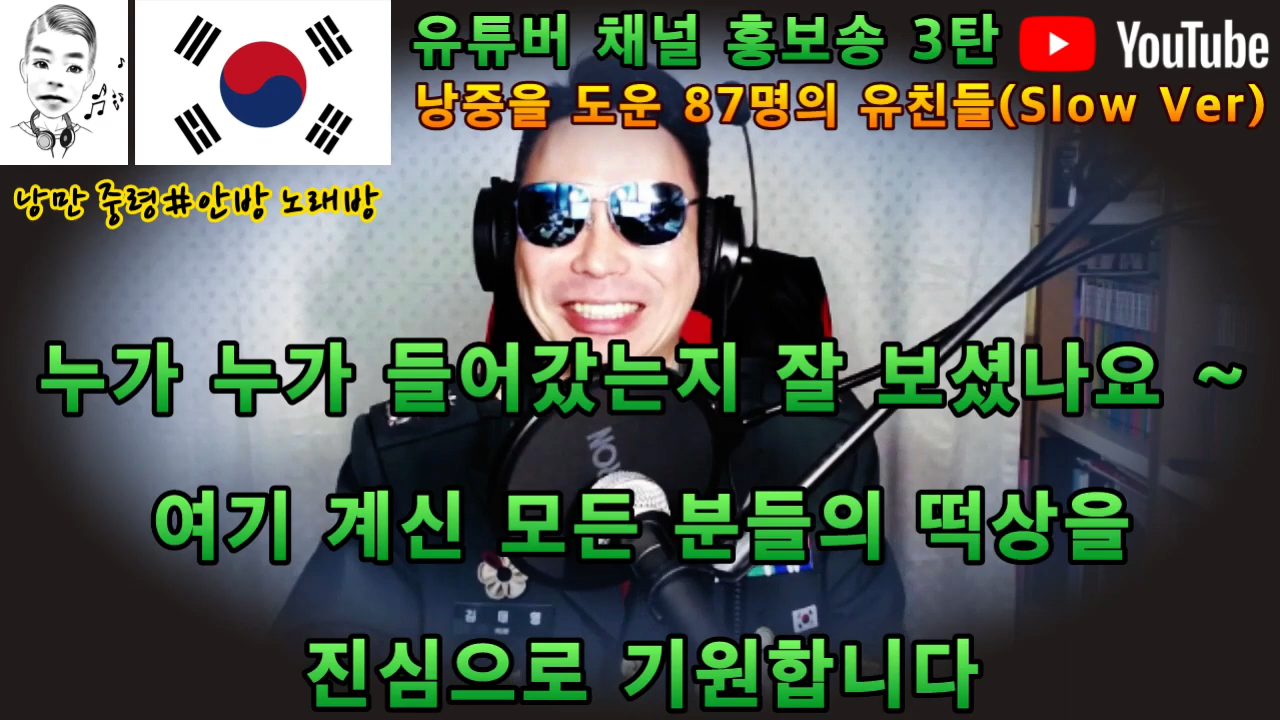 유튜버 채널 홍보송 3탄
YouTube
낭중을 도운 87명의 유친들(Slow Ver)
낭만 중령#안방 노래방
누가 누가 들어갔는지 잘 보셨나요 ~
여기 계신 모든 분들의 떡상을
진심으로 기원합니다